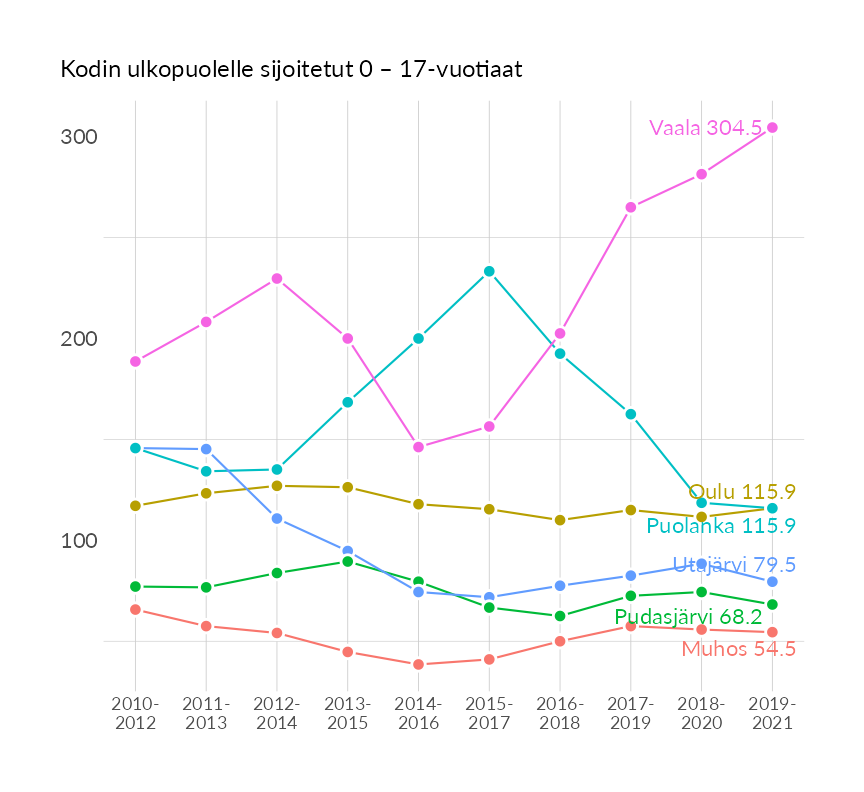 Kodin ulkopuolelle sijoitetut 0 – 17-vuotiaat
300
Vaala 304.5
200
Oulu 115.9
Puolanka 115.9
100
Utajärvi 79.5
Pudasjärvi 68.2
Muhos 54.5
2010- 2011- 2012- 2013- 2014- 2015- 2016- 2017- 2018- 2019-
2012 2013 2014 2015 2016 2017 2018 2019 2020 2021